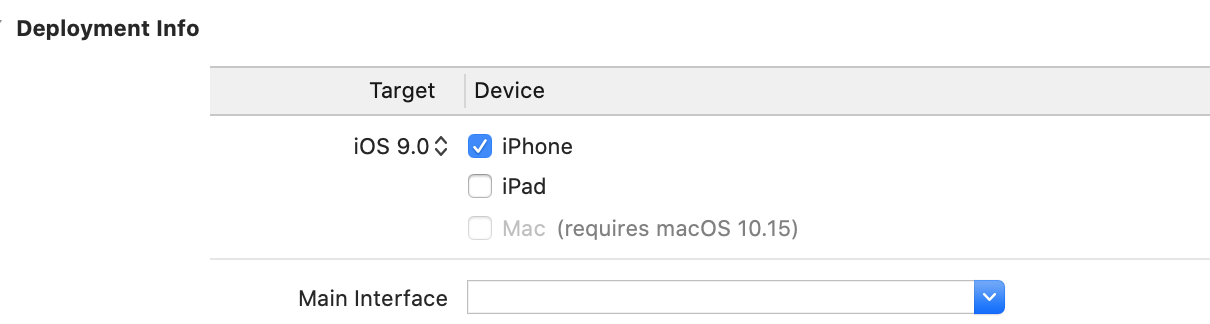 Deployment Info
Target Device
iOS 9.0 iPhone
iPad
Mac (requires macOS 10.15)
Main Interface